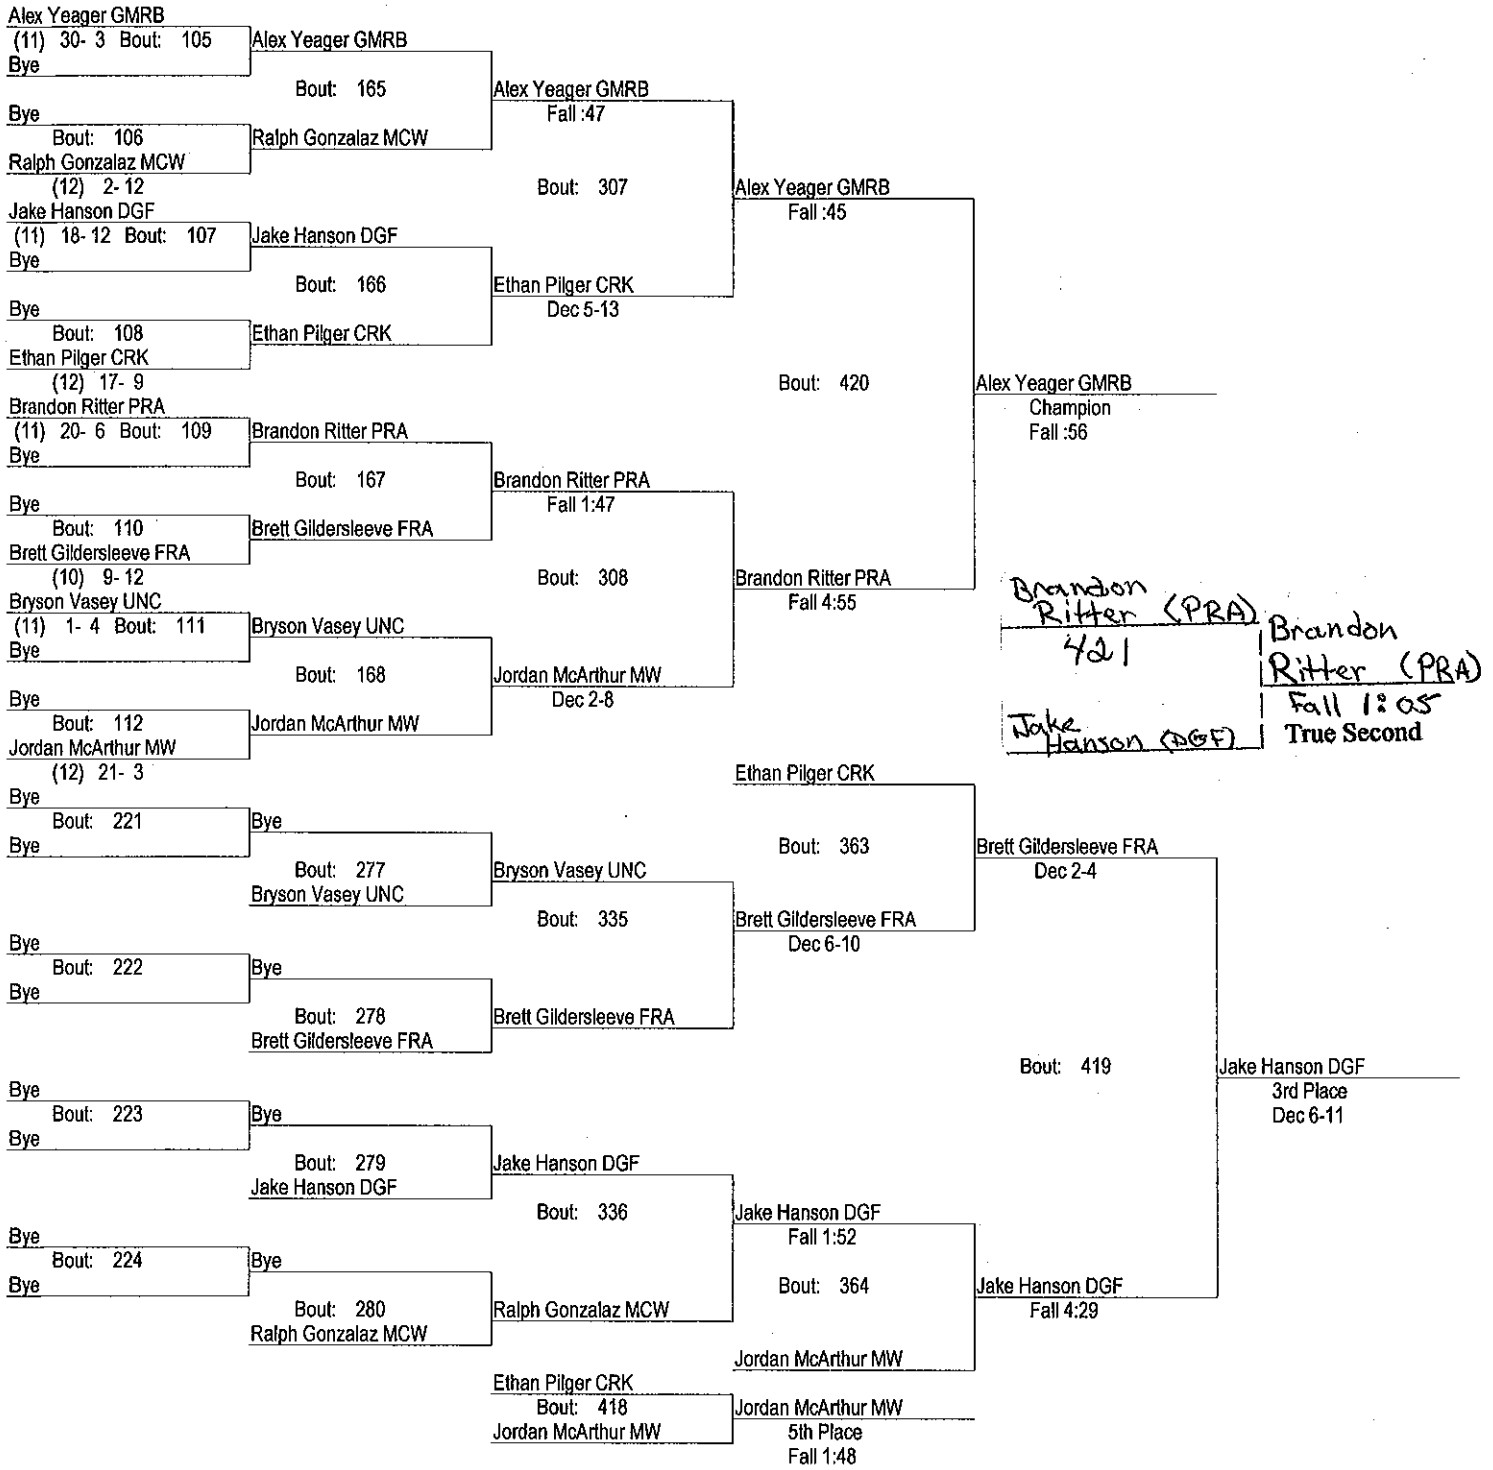 Alex Yeager GMRB
(11) 30- 3 Bout: 105
Bye
Alex Yeager GMRB
Bout: 165
Bye
Bout: 106
Ralph Gonzalaz MCW
(12) 2- 12
Ralph Gonzalaz MCW
Alex Yeager GMRB
Fall :47
Bout: 307
Jake Hanson DGF
(11) 18- 12 Bout: 107
Bye
Jake Hanson DGF
Bout: 166
Bye
Bout: 108
Ethan Pilger CRK
(12) 17- 9
Ethan Pilger CRK
Ethan Pilger CRK
Dec 5-13
Alex Yeager GMRB
Fall :45
Bout: 420
Brandon Ritter PRA
(11) 20- 6 Bout: 109
Bye
Brandon Ritter PRA
Bout: 167
Bye
Bout: 110
Brett Gildersleeve FRA
(10) 9- 12
Brett Gildersleeve FRA
Brandon Ritter PRA
Fall 1:47
Bout: 308
Bryson Vasey UNC
(11) 1- 4 Bout: 111
Bye
Bryson Vasey UNC
Bout: 168
Bye
Bout: 112
Jordan McArthur MW
(12) 21- 3
Jordan McArthur MW
Jordan McArthur MW
Dec 2-8
Brandon Ritter PRA
Fall 4:55
Alex Yeager GMRB
Champion
Fall :56
Brandon
Ritter (PRA)
421
Jake
Hanson (DGF)
Brandon
Ritter (PRA)
Fall 1:05
True Second
Bye
Bout: 221
Bye
Bye
Bout: 277
Bryson Vasey UNC
Bryson Vasey UNC
Bout: 335
Bye
Bout: 222
Bye
Bye
Bout: 278
Brett Gildersleeve FRA
Brett Gildersleeve FRA
Ethan Pilger CRK
Bout: 363
Brett Gildersleeve FRA
Dec 6-10
Brett Gildersleeve FRA
Dec 2-4
Bout: 419
Bye
Bout: 223
Bye
Bye
Bout: 279
Jake Hanson DGF
Jake Hanson DGF
Bout: 336
Bye
Bout: 224
Bye
Bye
Bout: 280
Ralph Gonzalaz MCW
Ralph Gonzalaz MCW
Jake Hanson DGF
Fall 1:52
Bout: 364
Jordan McArthur MW
Jake Hanson DGF
Fall 4:29
Jake Hanson DGF
3rd Place
Dec 6-11
Ethan Pilger CRK
Bout: 418
Jordan McArthur MW
Jordan McArthur MW
5th Place
Fall 1:48